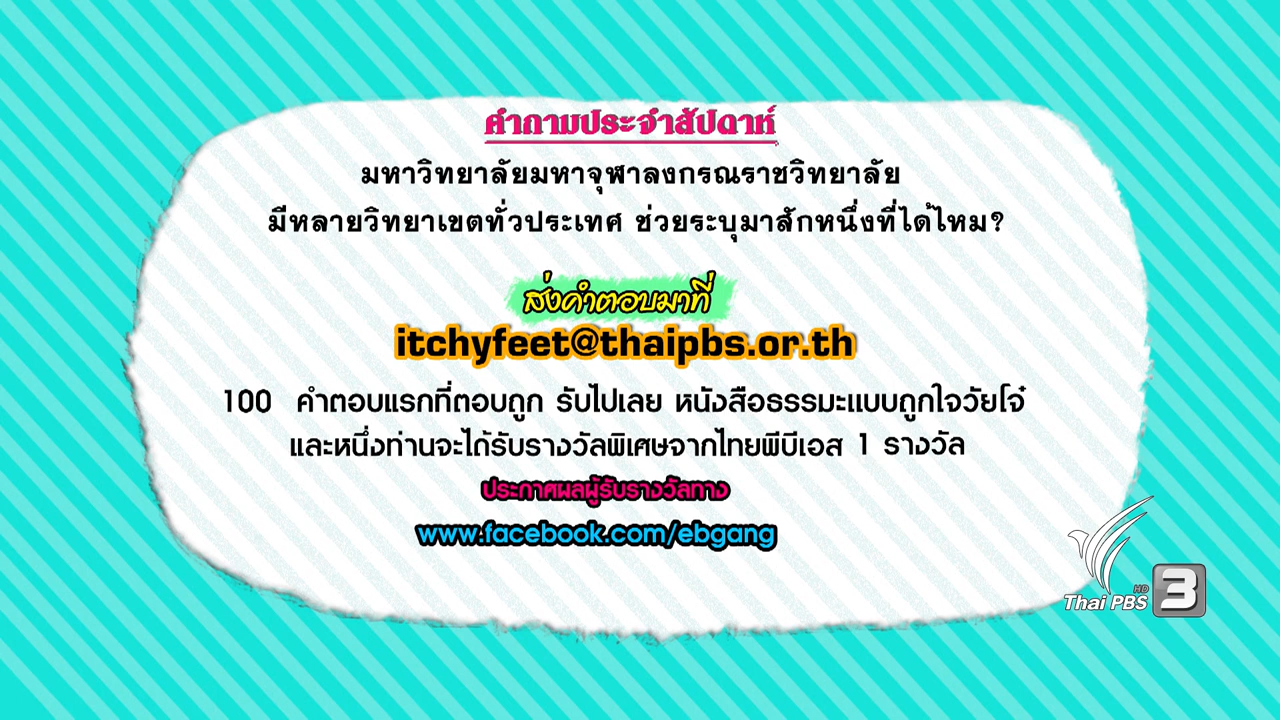 คำถามประจำสัปดาห์
มหาวิทยาลัยมหาจุฬาลงกรณราชวิทยาลัย
มีหลายวิทยาเขตทั่วประเทศ ช่วยระบุมาสักหนึ่งที่ได้ไหม?
ส่งคำตอบมาที่
itchyfeet@thaipbs.or.th
100 คำตอบแรกที่ตอบถูก รับไปเลย หนังสือธรรมะแบบถูกใจวัยโจ๋
และหนึ่งท่านจะได้รับรางวัลพิเศษจากไทยพีบีเอส 1 รางวัล
ประกาศผลผู้รับรางวัลทาง
www.facebook.com/ebgang
HD
Thai PBS 3